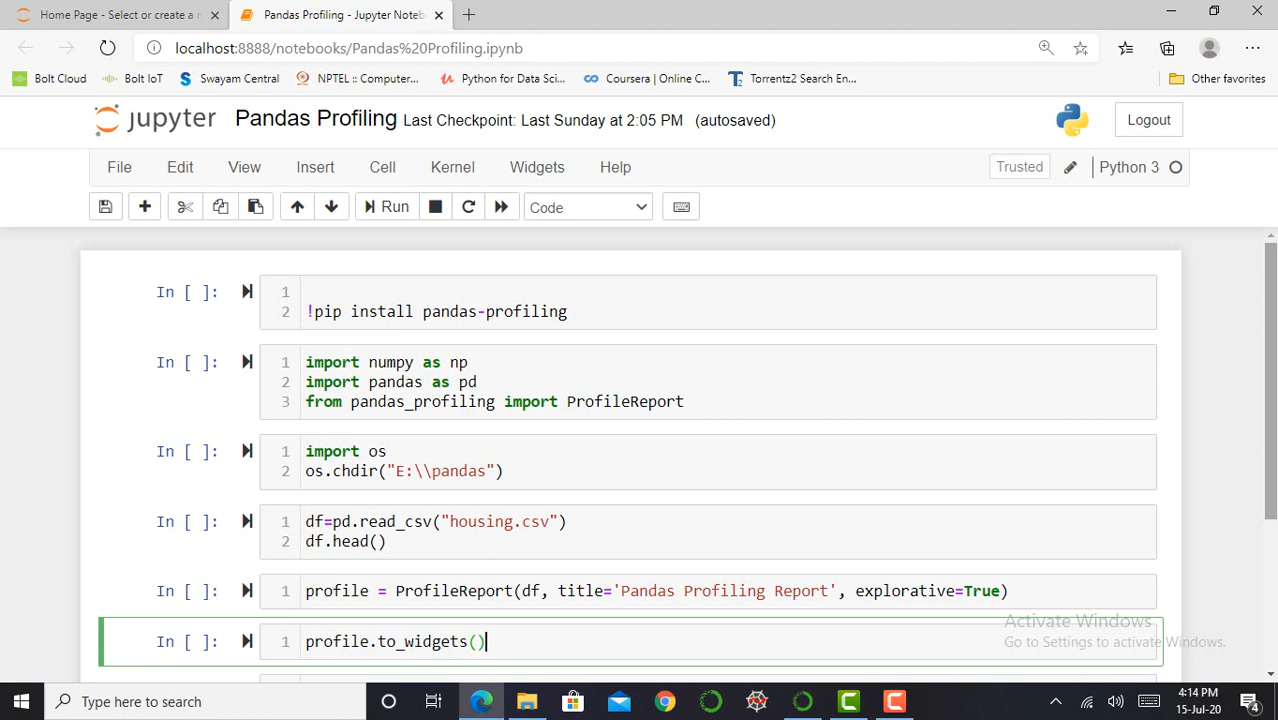 Home Page - Select or create a n
Pandas Profiling - Jupyter Noteb
localhost:8888/notebooks/Pandas%20Profiling.ipynb
Bolt Cloud
Bolt IoT
Swayam Central
NPTEL :: Computer...
Python for Data Sci...
Coursera | Online C...
Torrentz2 Search En...
Other favorites
jupyter Pandas Profiling Last Checkpoint: Last Sunday at 2:05 PM (autosaved)
Logout
File Edit View Insert Cell Kernel Widgets Help
Trusted
Python 3
Run
Code
In [ ]:
1
2 !pip install pandas-profiling
In [ ]:
1 import numpy as np
2 import pandas as pd
3 from pandas_profiling import ProfileReport
In [ ]:
1 import os
2 os.chdir("E:\\pandas")
In [ ]:
1 df=pd.read_csv("housing.csv")
2 df.head()
In [ ]:
1 profile = ProfileReport(df, title='Pandas Profiling Report', explorative=True)
In [ ]:
1 profile.to_widgets()
Activate Windows
Go to Settings to activate Windows.
Type here to search
4:14 PM
15-Jul-20
4